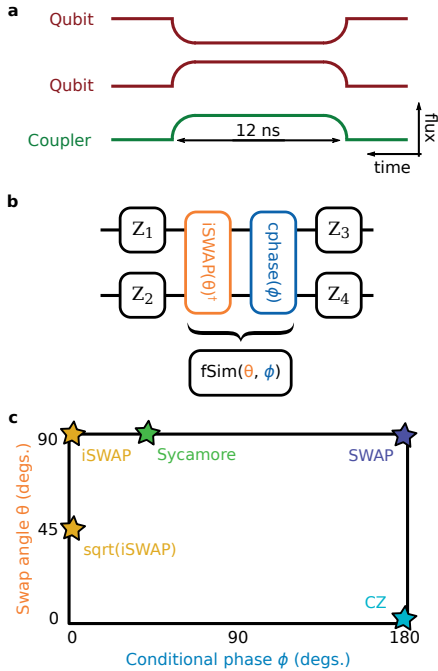 a
Qubit
Qubit
Coupler
12 ns
flux
time
b
Z1
Z2
iSWAP(θ)†
cphase(ϕ)
Z3
Z4
fSim(θ, ϕ)
c
Swap angle θ (degs.)
90
45
0
iSWAP
Sycamore
SWAP
sqrt(iSWAP)
CZ
0
90
180
Conditional phase ϕ (degs.)